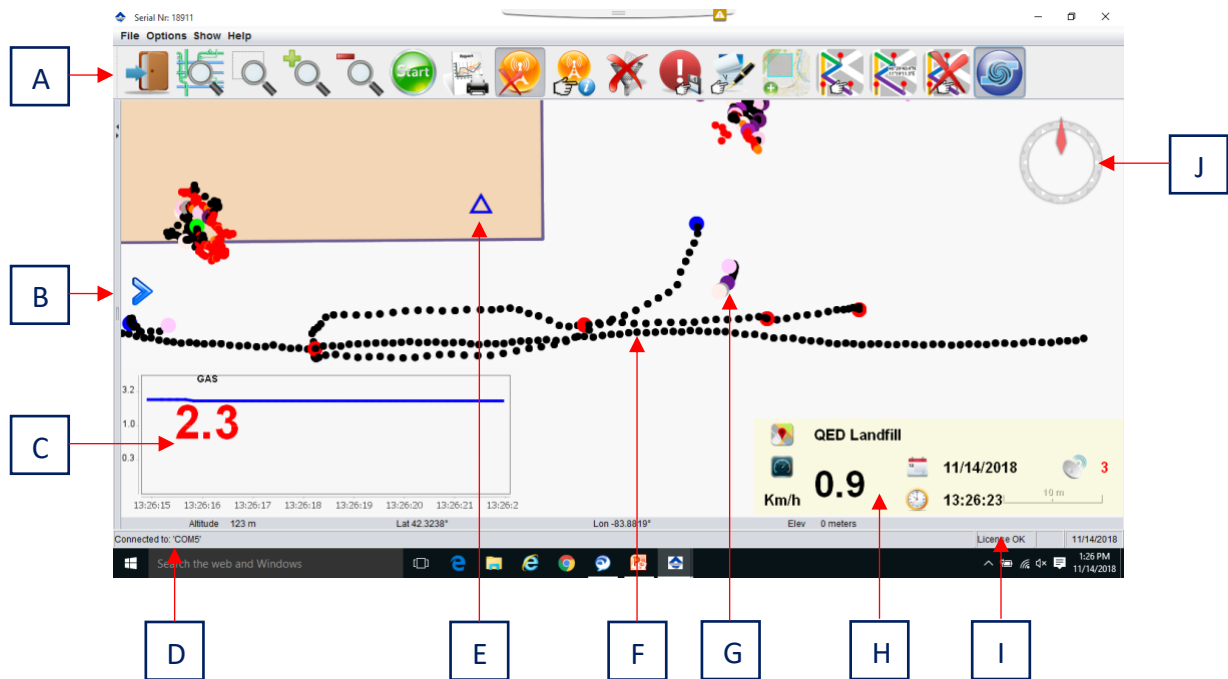 Serial Nr: 18911
File Options Show Help
A
Start
Report
J
B
GAS
3.2
2.3
1.0
C
0.3
QED Landfill
11/14/2018
3
Km/h
0.9
13:26:23
10 m
13:26:15 13:26:16 13:26:17 13:26:18 13:26:19 13:26:20 13:26:21 13:26:2
Altitude 123 m Lat 42.3238° Lon -83.8819° Elev 0 meters
Connected to: 'COM5' License OK 11/14/2018
Search the web and Windows
1:26 PM
11/14/2018
D E F G H I